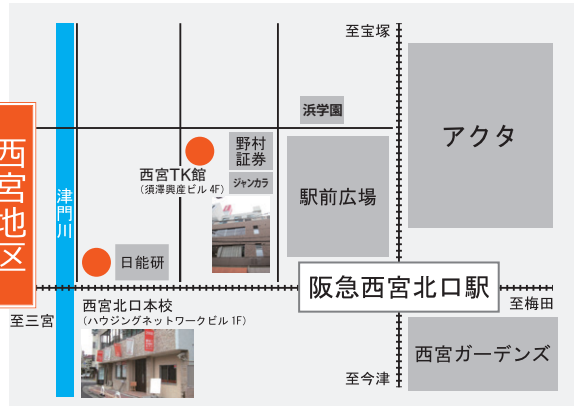 至宝塚
浜学園
アクタ
野村
証券
西宮TK館
（須澤興産ビル 4F）
ジャンカラ
駅前広場
西宮地区
津門川
日能研
阪急西宮北口駅
至梅田
至三宮
西宮北口本校
（ハウジングネットワークビル 1F）
西宮ガーデンズ
至今津